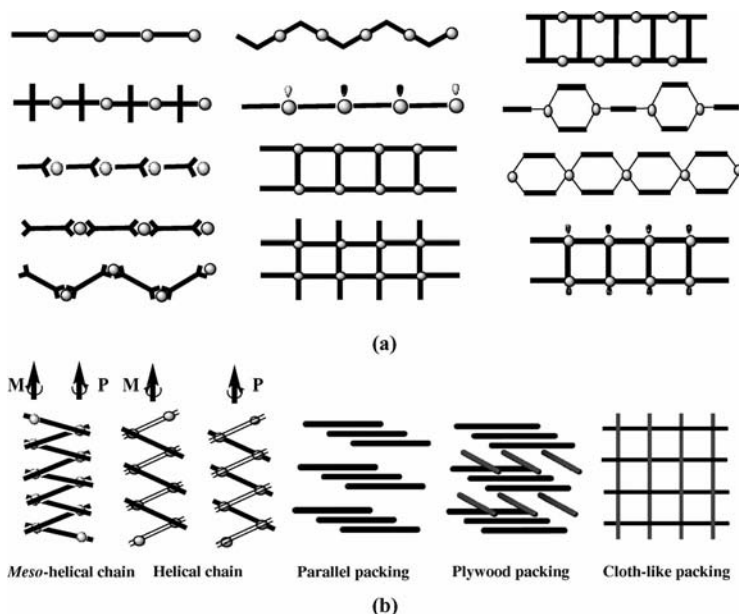 (a)
M P M P
Meso-helical chain Helical chain Parallel packing Plywood packing Cloth-like packing
(b)